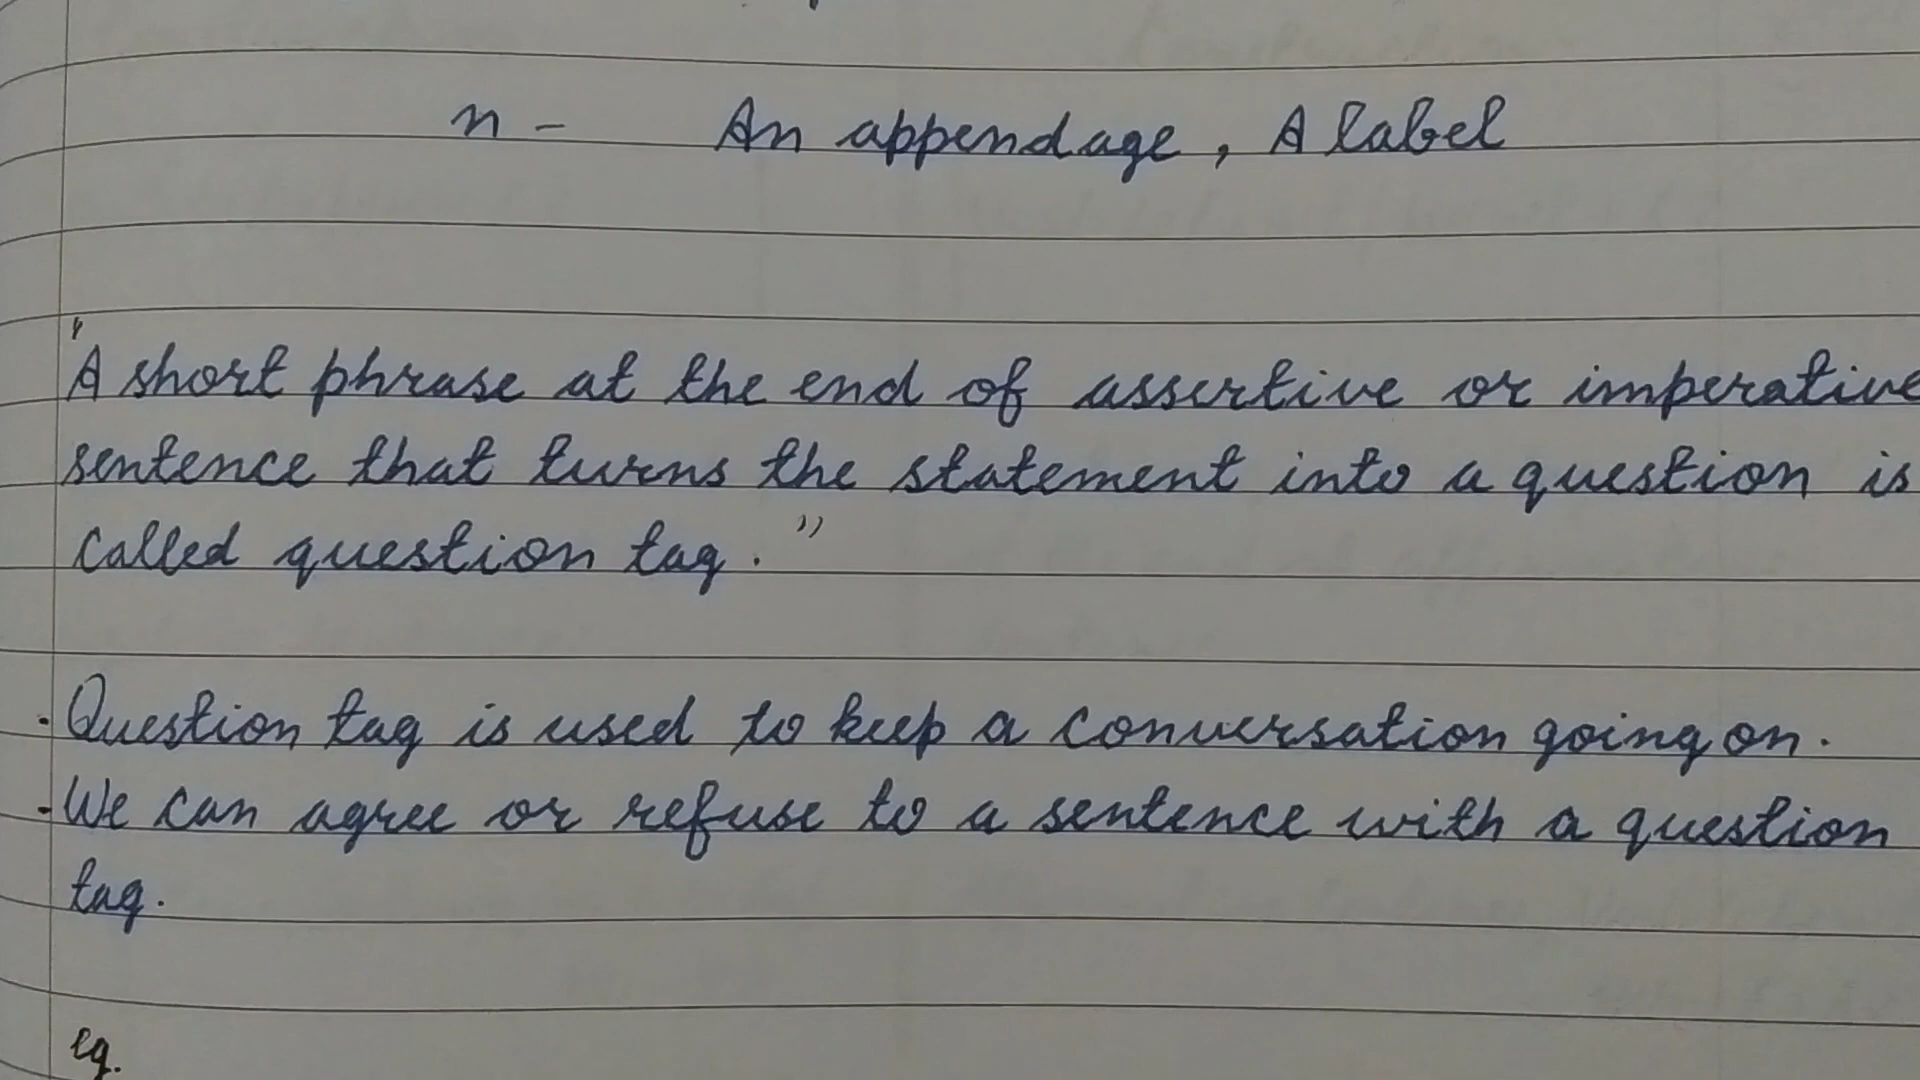 n - An appendage, A label
"A short phrase at the end of assertive or imperative
sentence that turns the statement into a question is
called question tag."
· Question tag is used to keep a conversation going on.
- We can agree or refuse to a sentence with a question
tag.
eg.